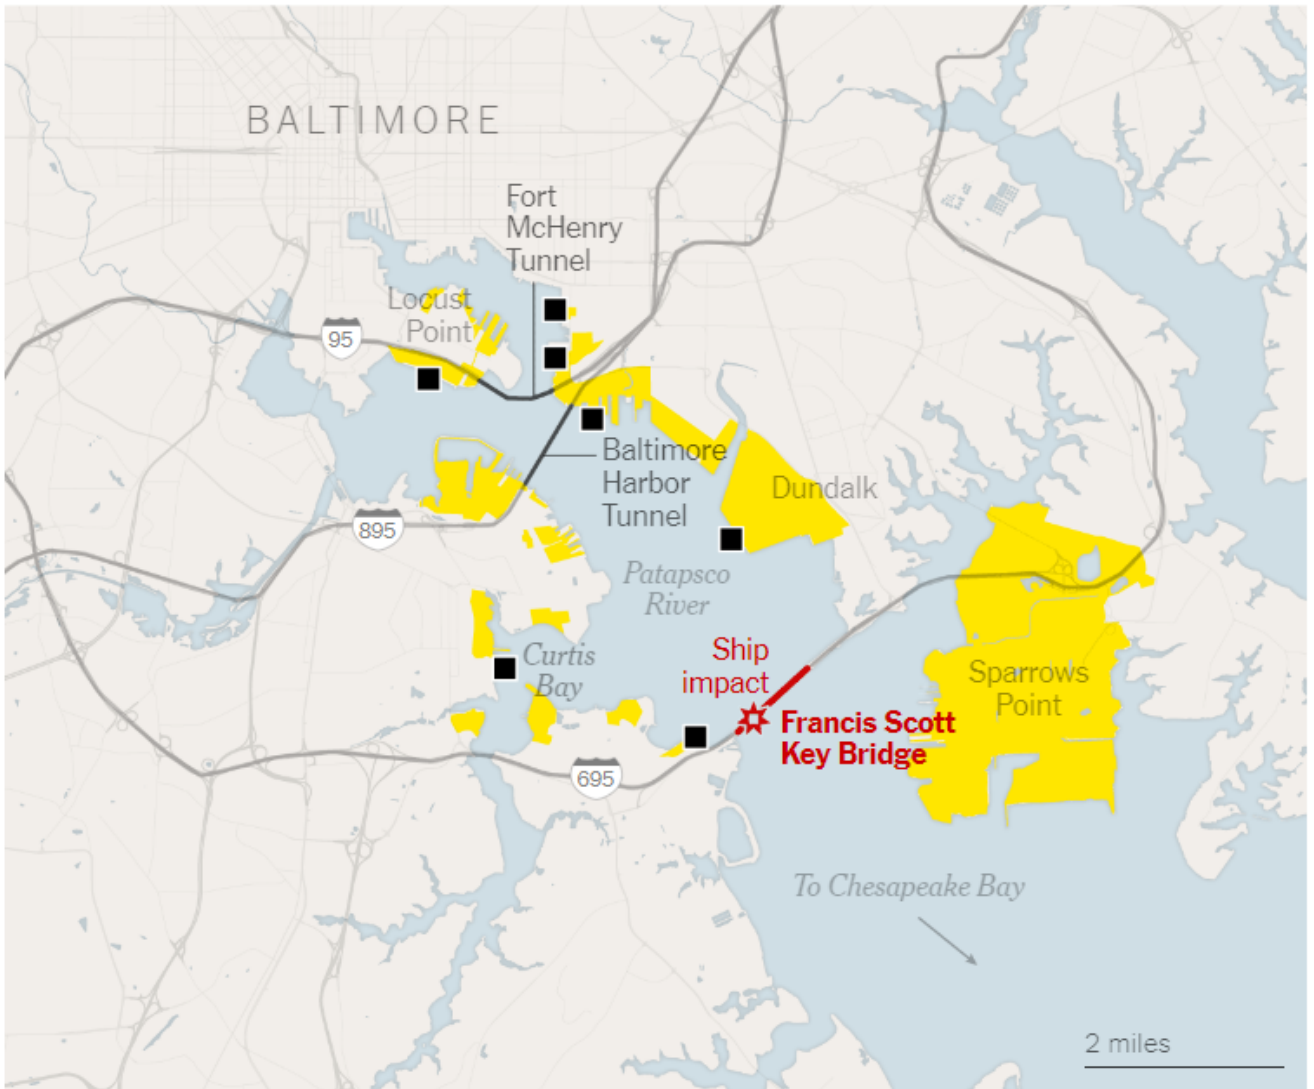 BALTIMORE
Fort
McHenry
Tunnel
Locust
Point
95
Baltimore
Harbor
Tunnel
Dundalk
895
Patapsco
River
Ship
impact
Curtis
Bay
Sparrows
Point
Francis Scott
Key Bridge
695
To Chesapeake Bay
2 miles